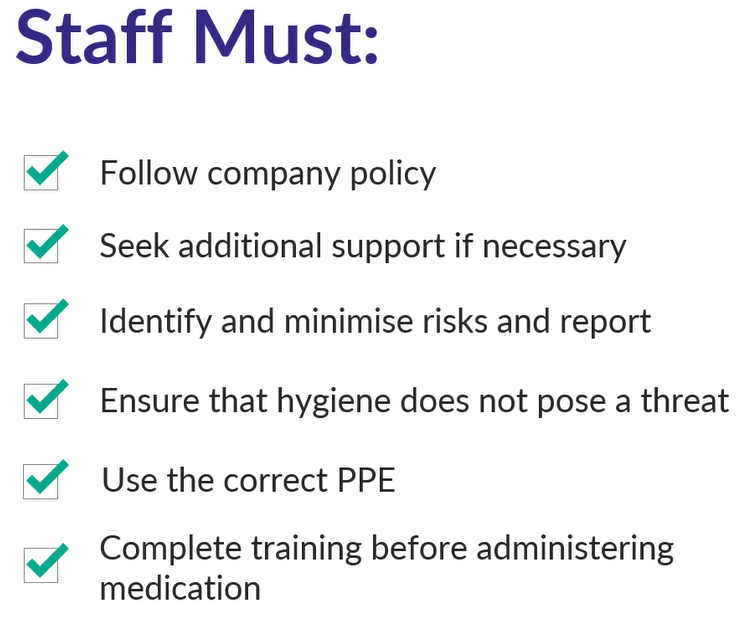 Staff Must:
Follow company policy
Seek additional support if necessary
Identify and minimise risks and report
Ensure that hygiene does not pose a threat
Use the correct PPE
Complete training before administering
medication